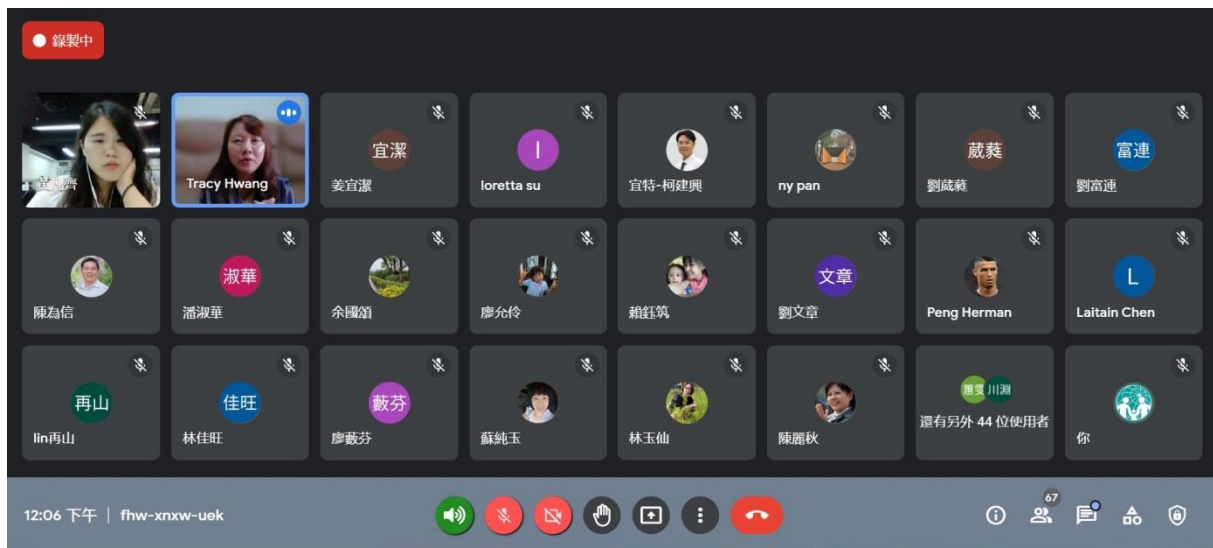 錄製中
Tracy Hwang
宜潔
姜宜潔
l
loretta su
宜特-柯建興
ny pan
葳蕤
劉葳蕤
富連
劉富連
陳為信
淑華
潘淑華
余國頌
廖允伶
賴鈺筑
文章
劉文章
Peng Herman
L
Laitain Chen
再山
lin再山
佳旺
林佳旺
藪芬
廖藪芬
蘇純玉
林玉仙
陳麗秋
川淵
還有另外 44 位使用者
你
12:06 下午 | fhw-xnxw-uek
67